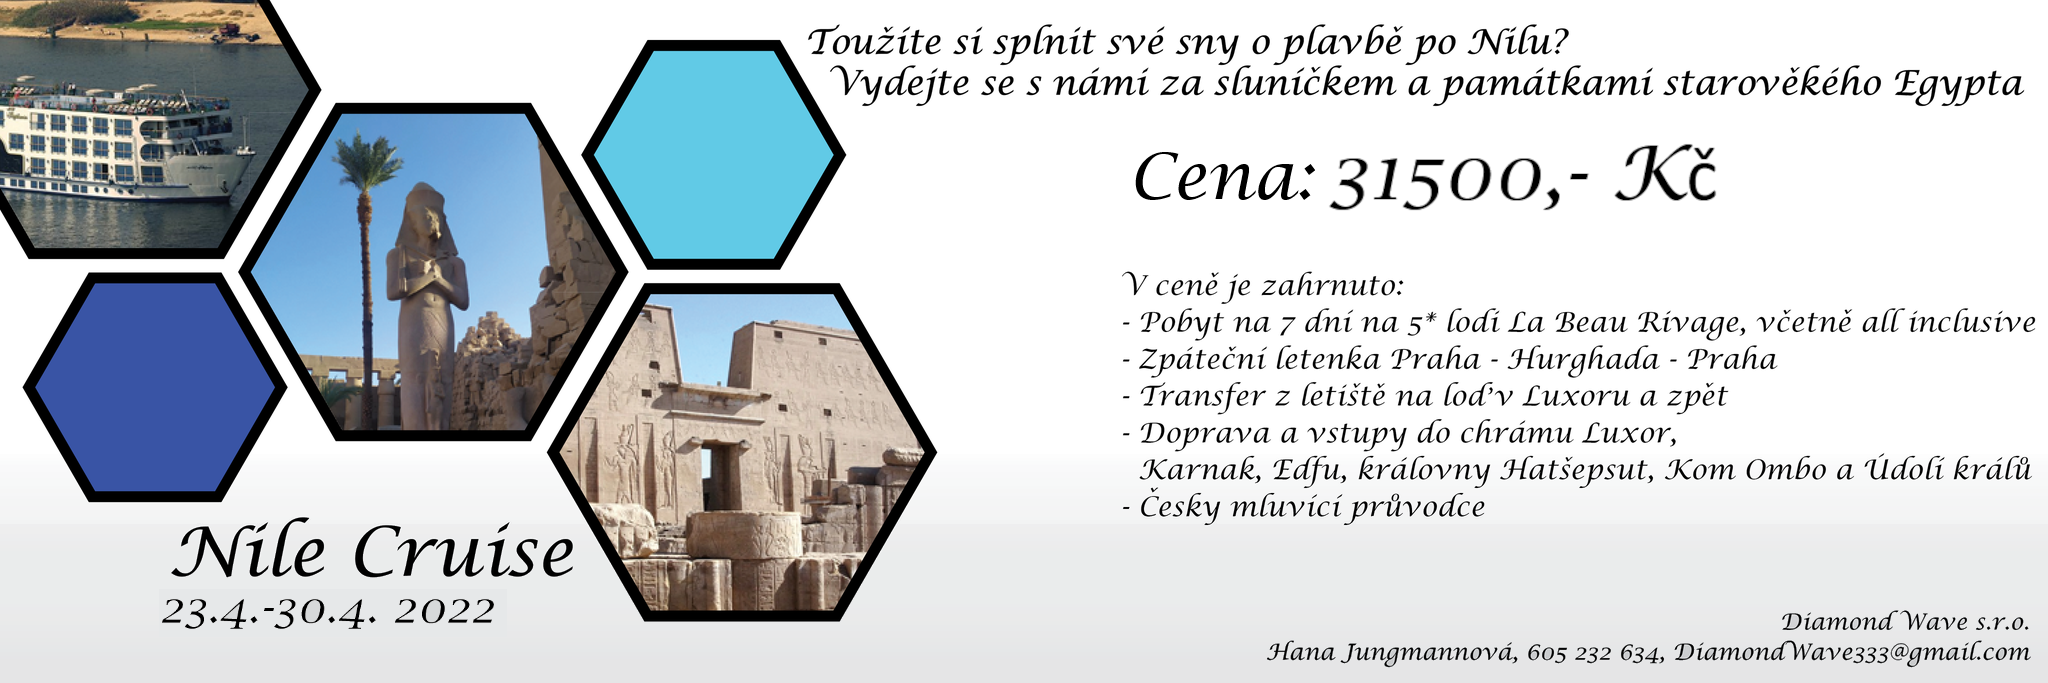 Toužíte si splnit své sny o plavbě po Nilu?
Vydejte se s námi za sluníčkem a památkami starověkého Egypta
Cena: 31500,- Kč
V ceně je zahrnuto:
- Pobyt na 7 dní na 5* lodi La Beau Rivage, včetně all inclusive
- Zpáteční letenka Praha - Hurghada - Praha
- Transfer z letiště na loď v Luxoru a zpět
- Doprava a vstupy do chrámu Luxor,
Karnak, Edfu, královny Hatšepsut, Kom Ombo a Údolí králů
- Česky mluvící průvodce
Nile Cruise
23.4.-30.4. 2022
Diamond Wave s.r.o.
Hana Jungmannová, 605 232 634, DiamondWave333@gmail.com